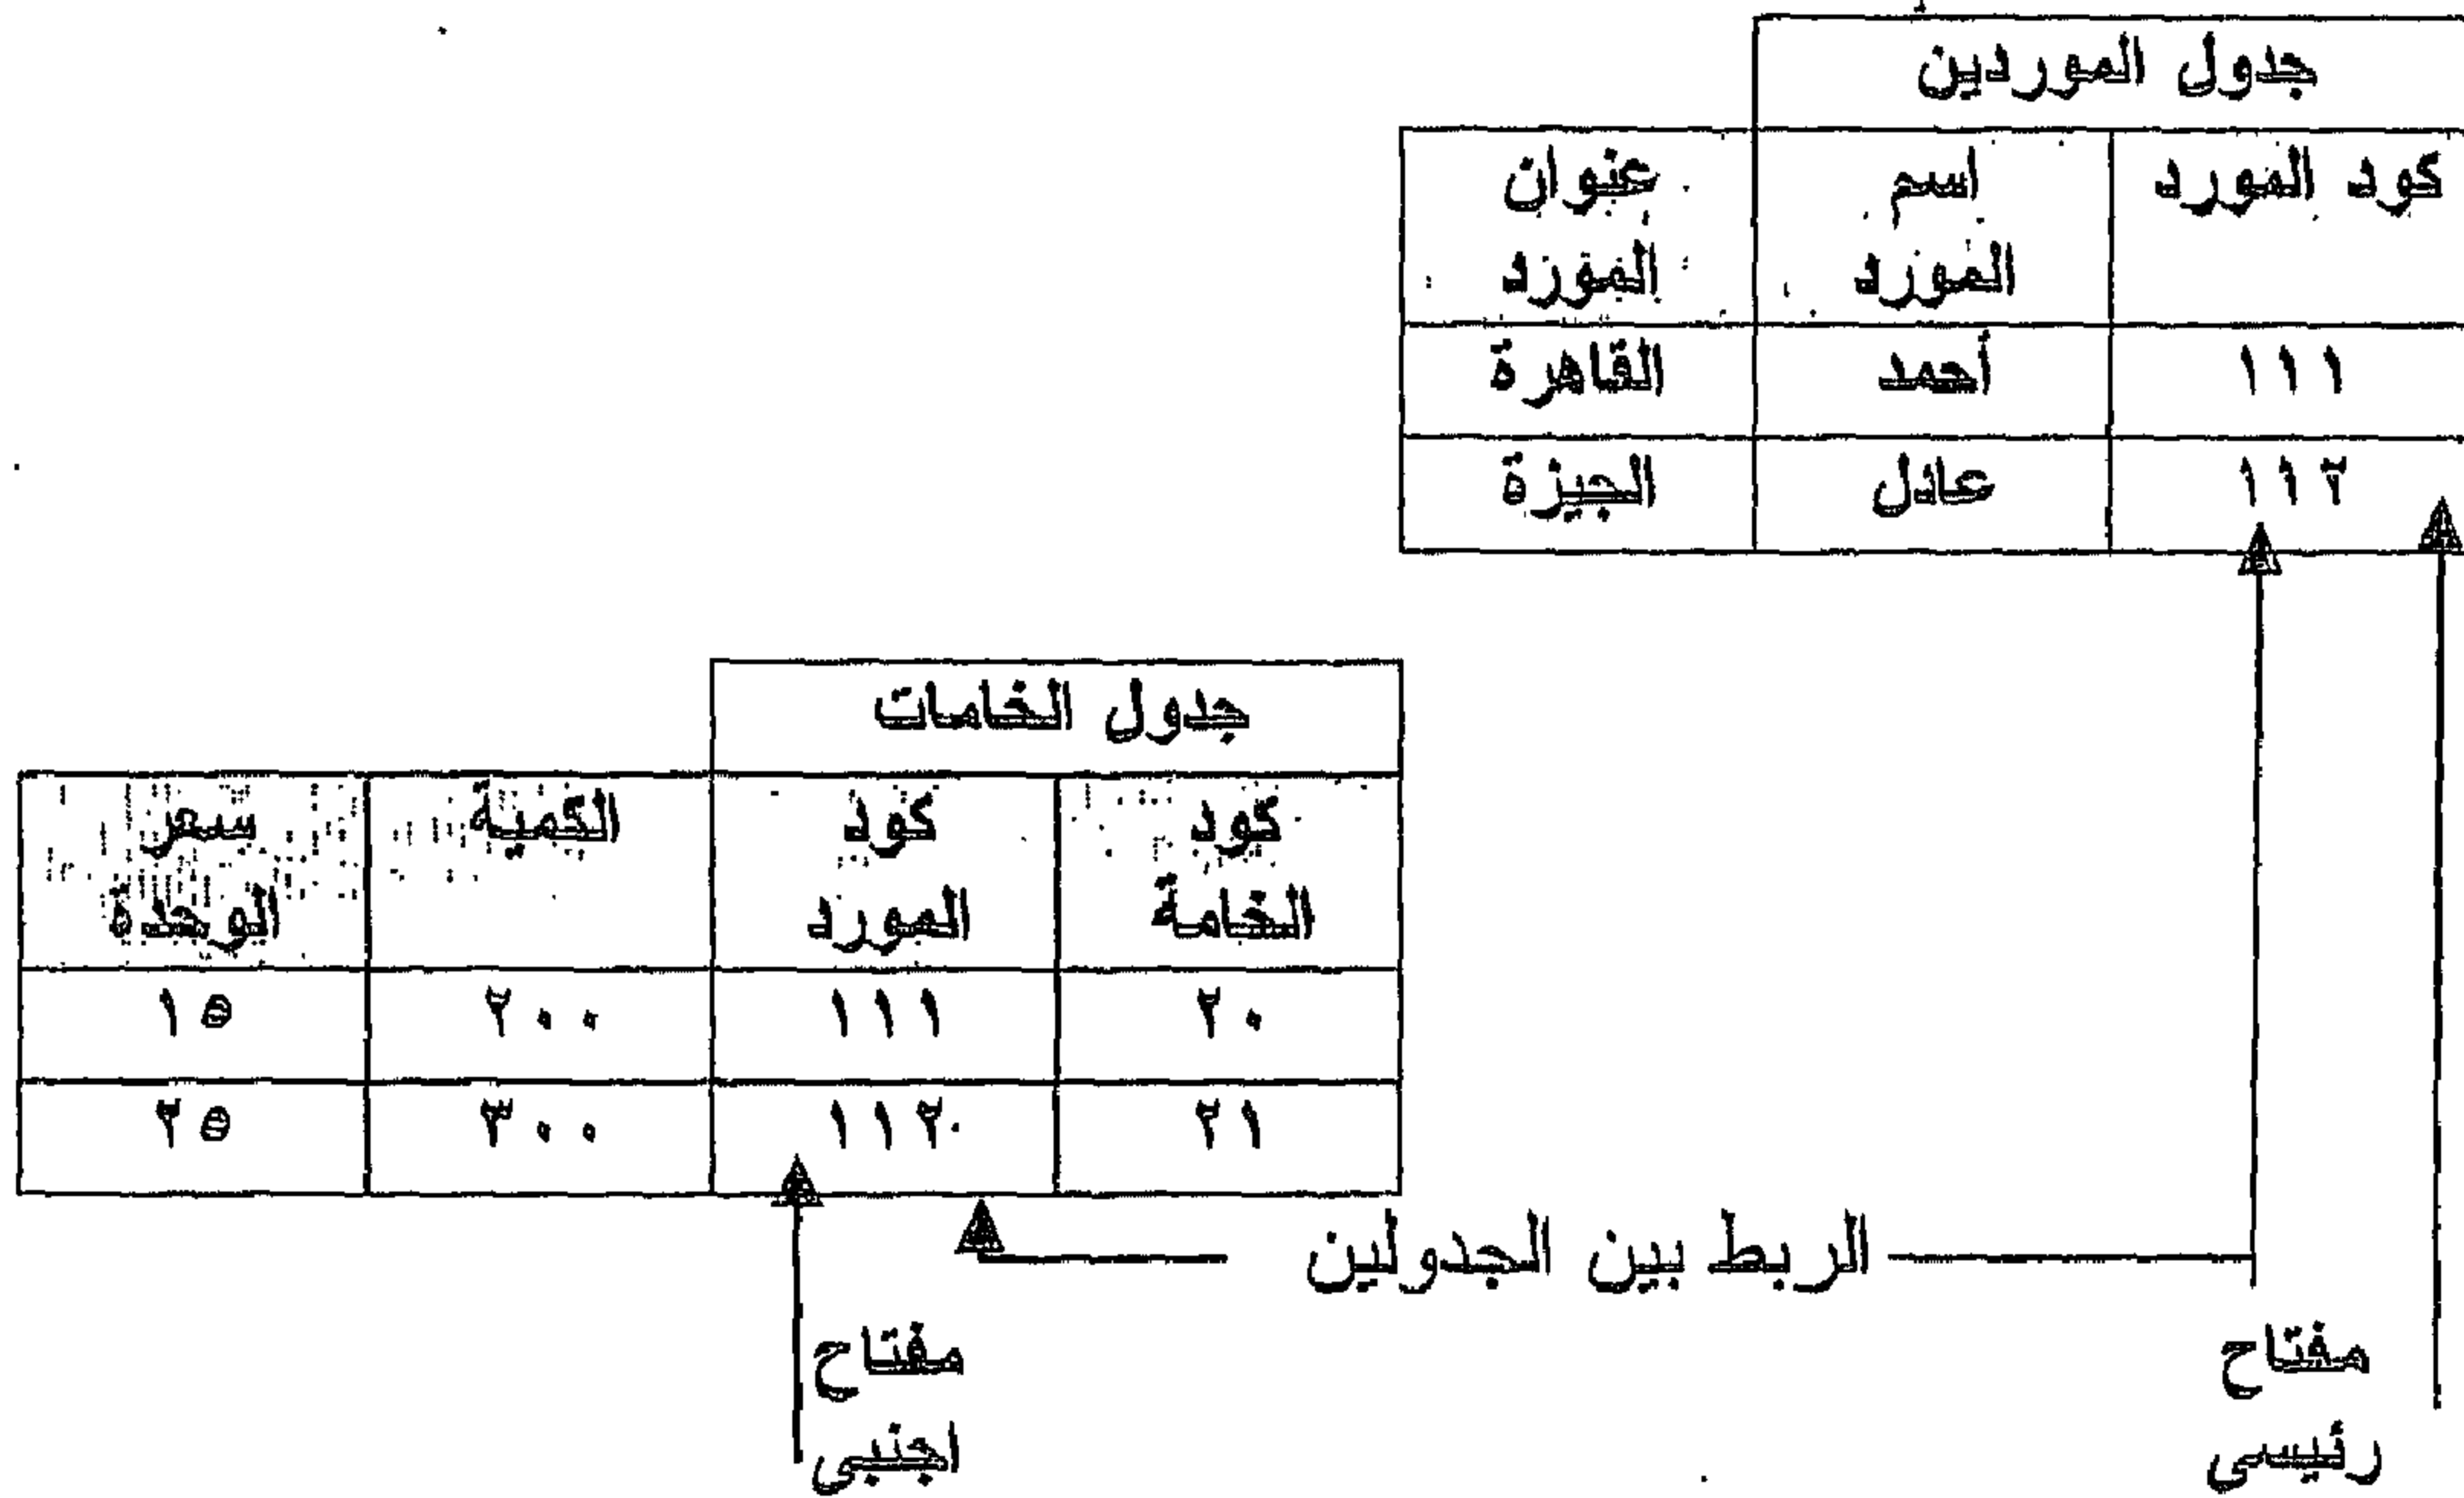 جدول الموردين
كود المورد اسم عنوان
المورد المورد
١١١ أحمد القاهرة
١١٢ عادل الجيزة
جدول الخامات
كود كود الكمية سعر
الخامة المورد الوحدة
٢٠ ١١١ ٢٠٠ ١٥
٢١ ١١٢ ٣٠٠ ٢٥
الربط بين الجدولين
مفتاح مفتاح
رئيسى اجنبى